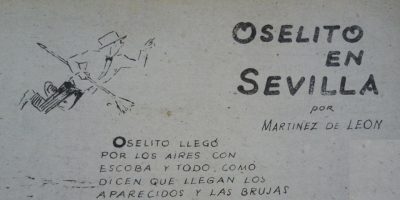 OSELITO
EN
SEVILLA
POR
MARTINEZ DE LEON
OSELITO LLEGÓ
POR LOS AIRES CON
ESCOBA Y TODO, COMO
DICEN QUE LLEGAN LOS
APARECIDOS Y LAS BRUJAS